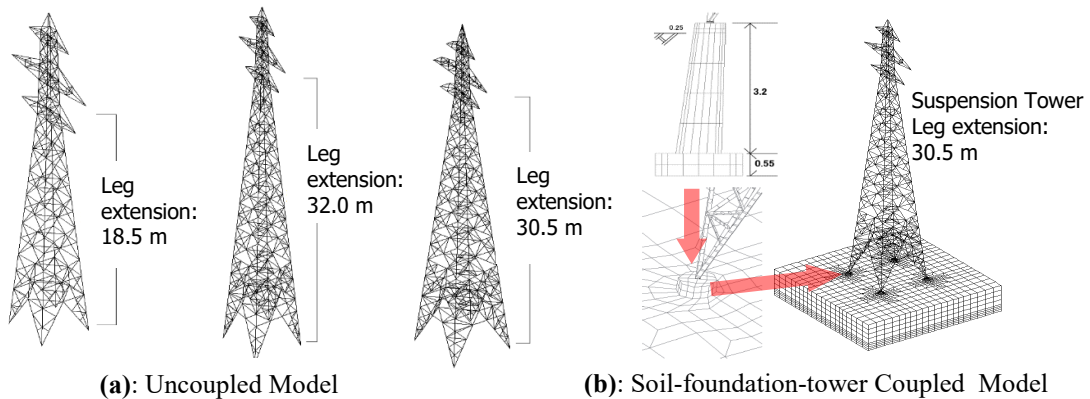 Leg
extension:
18.5 m
Leg
extension:
32.0 m
Leg
extension:
30.5 m
(a): Uncoupled Model
0.25
3.2
0.55
Suspension Tower
Leg extension:
30.5 m
(b): Soil-foundation-tower Coupled Model